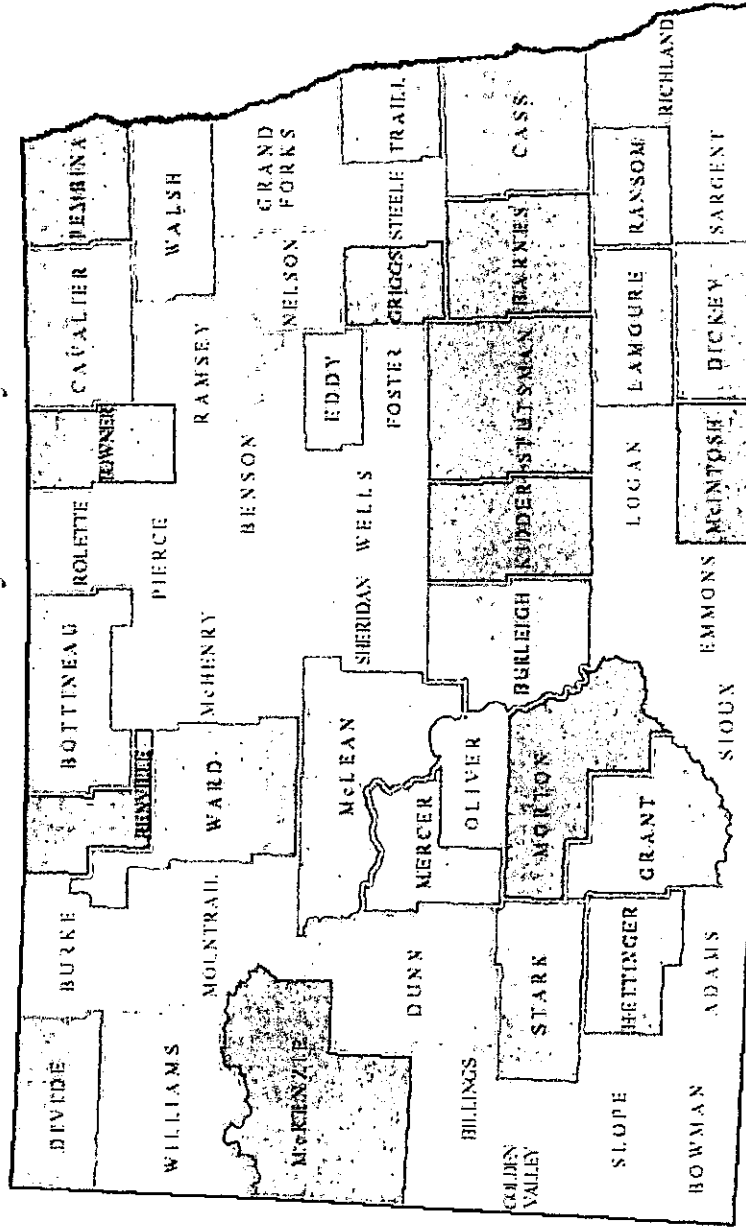 DIVIDE
BURKE
RENVILLE
BOTTINEAU
ROLETTE
TOWNER
CAVALIER
PEMBINA
WILLIAMS
MOUNTRAIL
WARD
McHENRY
PIERCE
BENSON
RAMSEY
WALSH
NELSON
GRAND
FORKS
McKENZIE
DUNN
MERCER
McLEAN
OLIVER
SHERIDAN
WELLS
EDDY
FOSTER
GRIGGS
STEELE
TRAILL
GOLDEN
VALLEY
BILLINGS
STARK
MORTON
BURLEIGH
KIDDER
STUTSMAN
BARNES
CASS
SLOPE
HETTINGER
GRANT
BOWMAN
ADAMS
SIOUX
EMMONS
LOGAN
McINTOSH
LAMOURE
DICKEY
RANSOM
SARGENT
RICHLAND